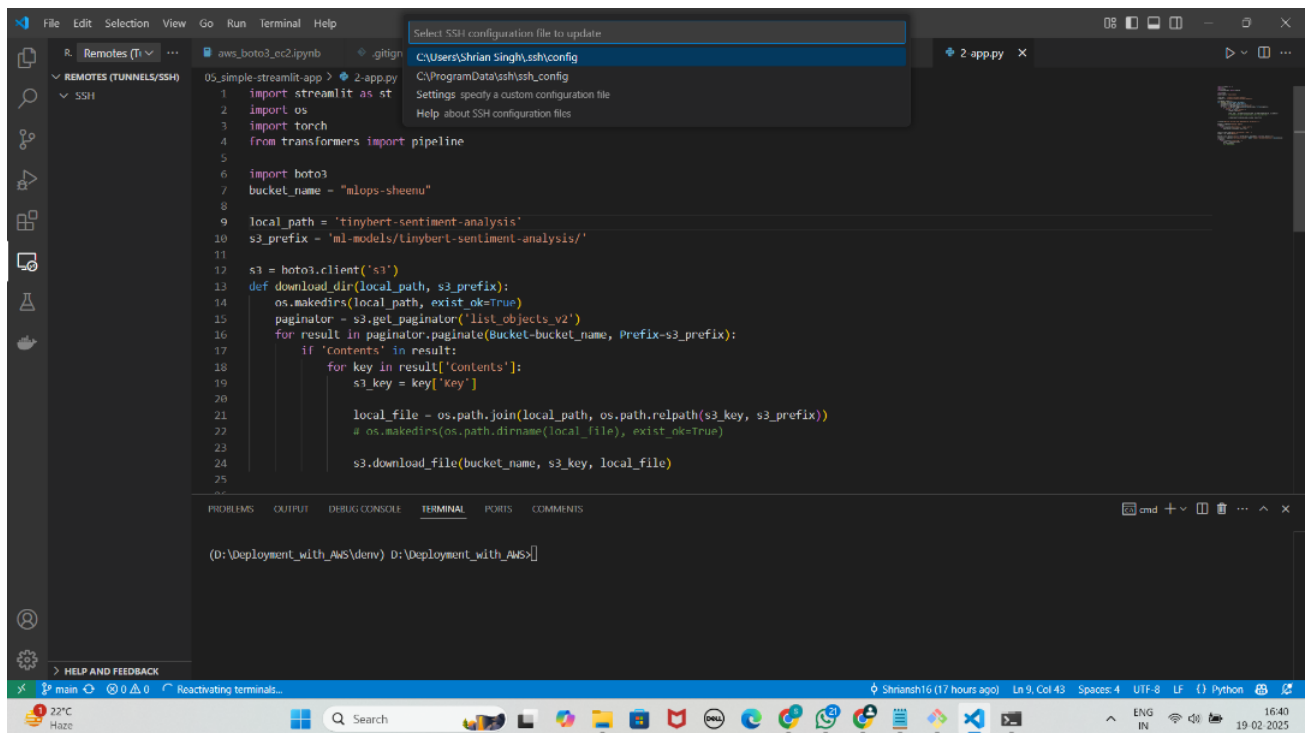 File Edit Selection View Go Run Terminal Help
Select SSH configuration file to update
C:\Users\Shrian Singh\.ssh\config
C:\ProgramData\ssh\ssh_config
Settings specify a custom configuration file
Help about SSH configuration files
R. Remotes (T
aws_boto3_ec2.ipynb
.gitign
2-app.py
REMOTES (TUNNELS/SSH)
SSH
05_simple-streamlit-app > 2-app.py
1 import streamlit as st
2 import os
3 import torch
4 from transformers import pipeline
5
6 import boto3
7 bucket_name = "mlops-sheenu"
8
9 local_path = 'tinybert-sentiment-analysis'
10 s3_prefix = 'ml-models/tinybert-sentiment-analysis/'
11
12 s3 = boto3.client('s3')
13 def download_dir(local_path, s3_prefix):
14 os.makedirs(local_path, exist_ok=True)
15 paginator = s3.get_paginator('list_objects_v2')
16 for result in paginator.paginate(Bucket=bucket_name, Prefix=s3_prefix):
17 if 'Contents' in result:
18 for key in result['Contents']:
19 s3_key = key['Key']
20
21 local_file = os.path.join(local_path, os.path.relpath(s3_key, s3_prefix))
22 # os.makedirs(os.path.dirname(local_file), exist_ok=True)
23
24 s3.download_file(bucket_name, s3_key, local_file)
25
PROBLEMS OUTPUT DEBUG CONSOLE TERMINAL PORTS COMMENTS
cmd
(D:\Deployment_with_AWS\denv) D:\Deployment_with_AWS>
HELP AND FEEDBACK
main 0 0 Reactivating terminals...
Shriansh16 (17 hours ago) Ln 9, Col 43 Spaces: 4 UTF-8 LF {} Python
1
22°C
Haze
Search
DELL
21
ENG
IN
16:40
19-02-2025